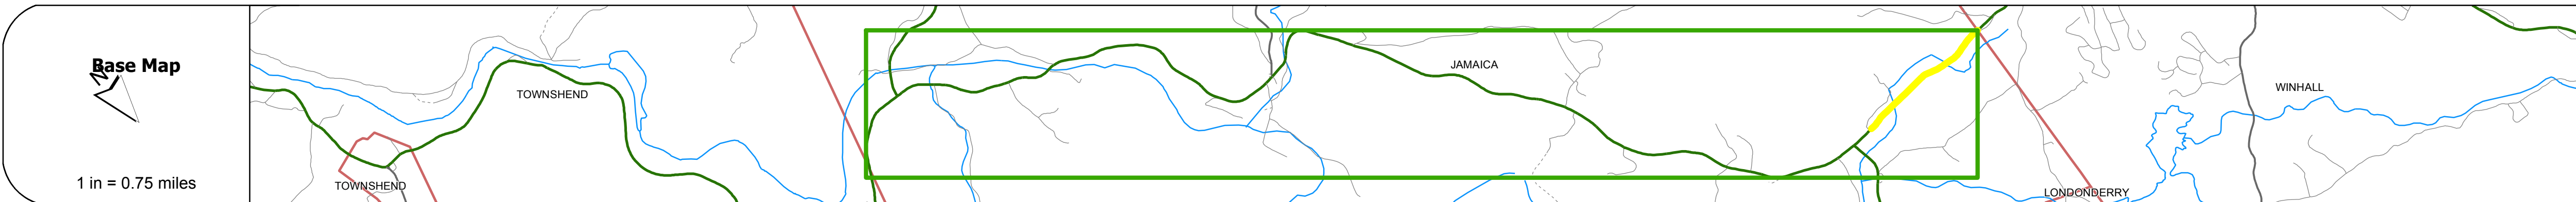 Base Map
N
1 in = 0.75 miles
TOWNSHEND
TOWNSHEND
JAMAICA
WINHALL
LONDONDERRY